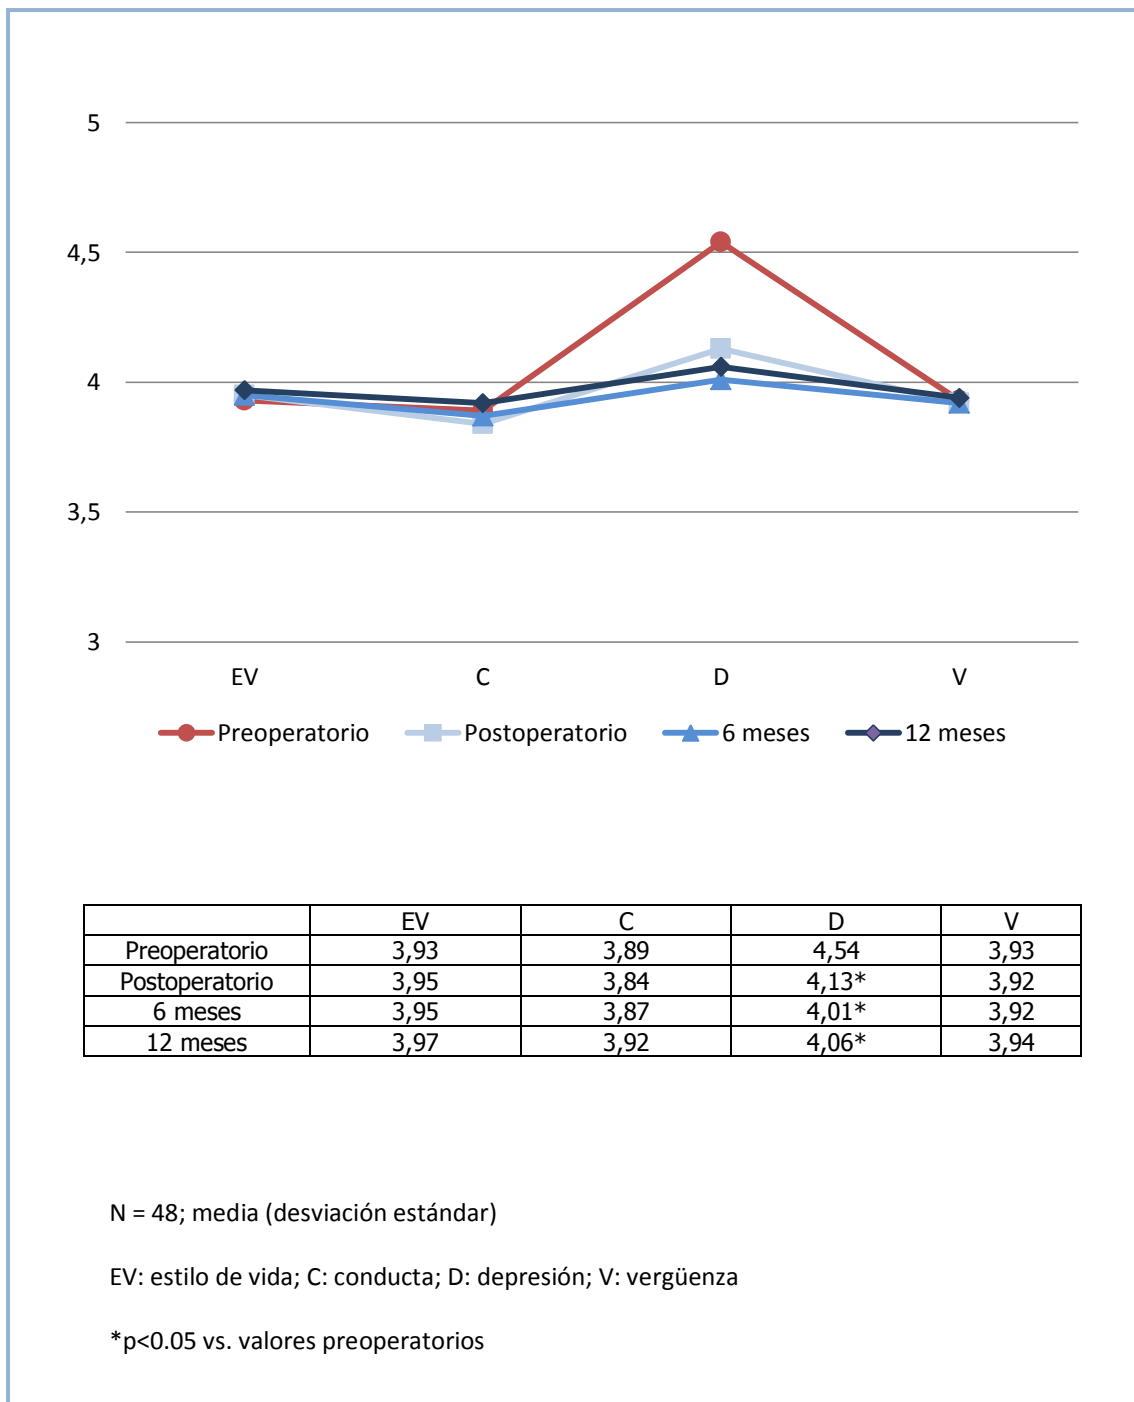 5
4,5
4
3,5
3
EV C D V
Preoperatorio Postoperatorio 6 meses 12 meses
EV C D V
Preoperatorio 3,93 3,89 4,54 3,93
Postoperatorio 3,95 3,84 4,13* 3,92
6 meses 3,95 3,87 4,01* 3,92
12 meses 3,97 3,92 4,06* 3,94
N = 48; media (desviación estándar)
EV: estilo de vida; C: conducta; D: depresión; V: vergüenza
*p<0.05 vs. valores preoperatorios